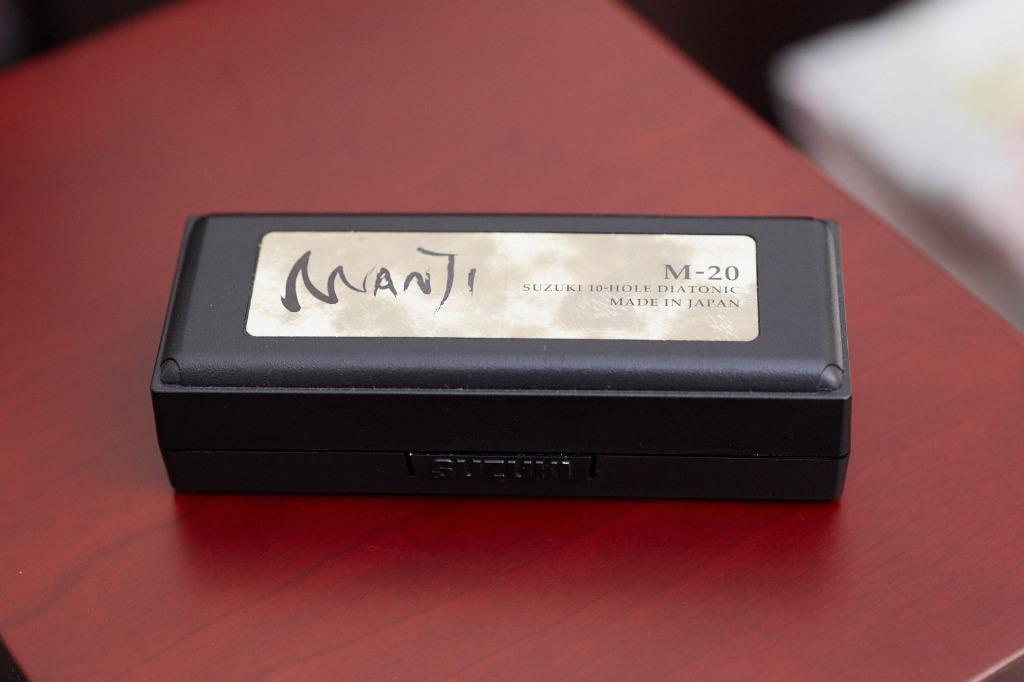 MANJI
M-20
SUZUKI 10-HOLE DIATONIC
MADE IN JAPAN
SUZUKI